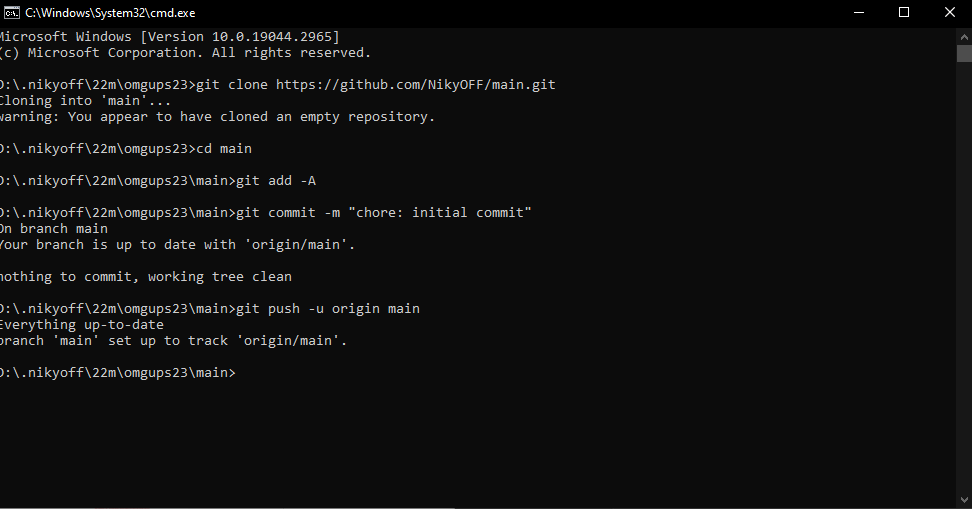 C:\Windows\System32\cmd.exe
Microsoft Windows [Version 10.0.19044.2965]
(c) Microsoft Corporation. All rights reserved.
D:\.nikyoff\22m\omgups23>git clone https://github.com/NikyOFF/main.git
Cloning into 'main'...
warning: You appear to have cloned an empty repository.
D:\.nikyoff\22m\omgups23>cd main
D:\.nikyoff\22m\omgups23\main>git add -A
D:\.nikyoff\22m\omgups23\main>git commit -m "chore: initial commit"
On branch main
Your branch is up to date with 'origin/main'.
nothing to commit, working tree clean
D:\.nikyoff\22m\omgups23\main>git push -u origin main
Everything up-to-date
branch 'main' set up to track 'origin/main'.
D:\.nikyoff\22m\omgups23\main>